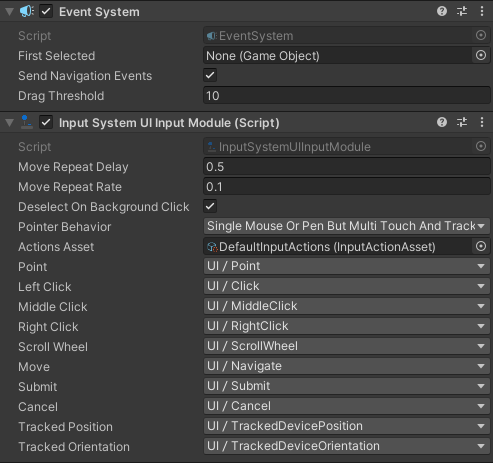 Event System
Script EventSystem
First Selected None (Game Object)
Send Navigation Events
Drag Threshold 10
Input System UI Input Module (Script)
Script InputSystemUIInputModule
Move Repeat Delay 0.5
Move Repeat Rate 0.1
Deselect On Background Click
Pointer Behavior Single Mouse Or Pen But Multi Touch And Track
Actions Asset DefaultInputActions (InputActionAsset)
Point UI / Point
Left Click UI / Click
Middle Click UI / MiddleClick
Right Click UI / RightClick
Scroll Wheel UI / ScrollWheel
Move UI / Navigate
Submit UI / Submit
Cancel UI / Cancel
Tracked Position UI / TrackedDevicePosition
Tracked Orientation UI / TrackedDeviceOrientation